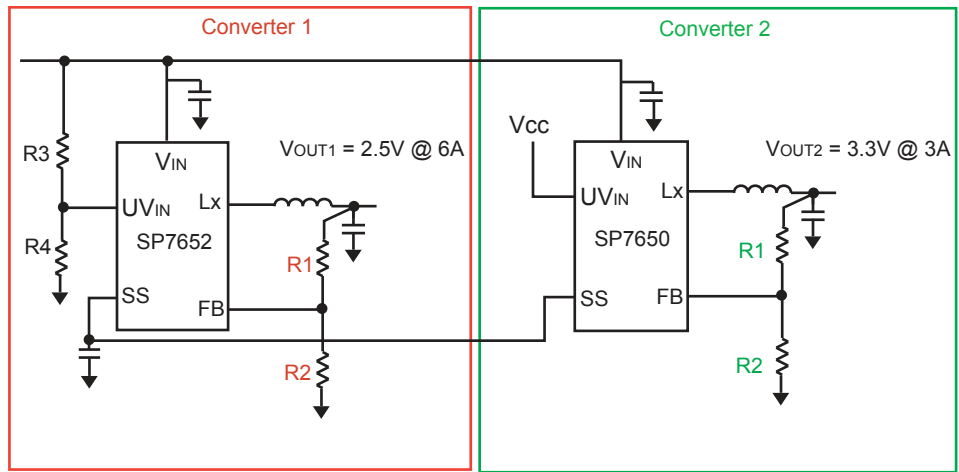 Converter 1
R3
R4
VIN
UVIN
Lx
SP7652
SS
FB
VOUT1 = 2.5V @ 6A
R1
R2
Converter 2
Vcc
VIN
UVIN
Lx
SP7650
SS
FB
VOUT2 = 3.3V @ 3A
R1
R2